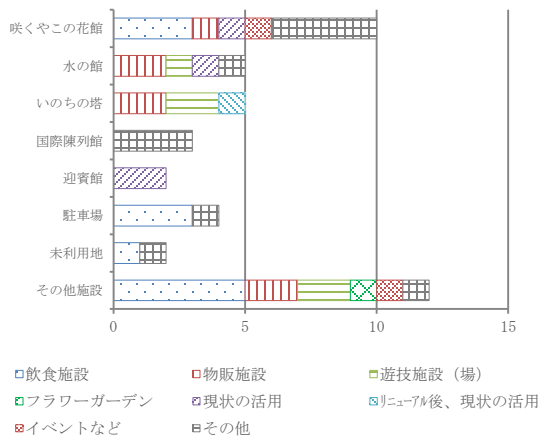 咲くやこの花館
水の館
いのちの塔
国際陳列館
迎賓館
駐車場
未利用地
その他施設
0 5 10 15
飲食施設 物販施設 遊技施設（場）
フラワーガーデン 現状の活用 ﾘﾆｭｰｱﾙ後、現状の活用
イベントなど その他